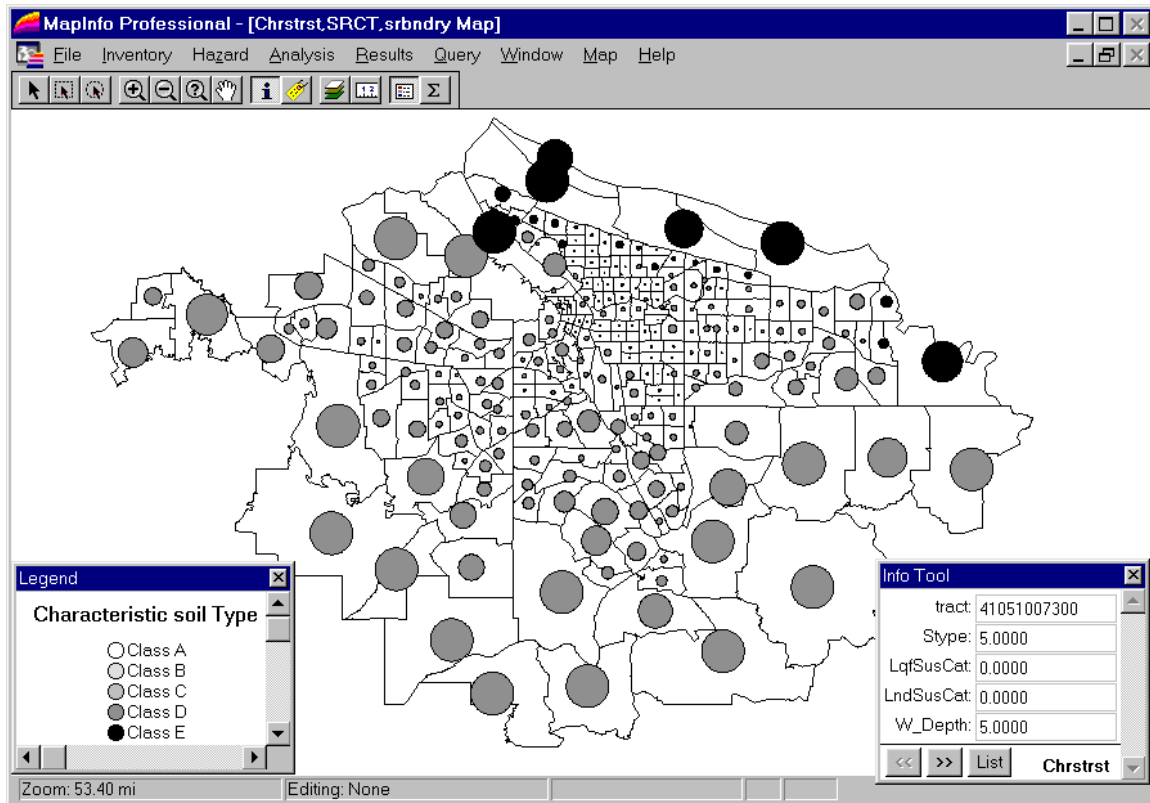 MapInfo Professional - [Chrstrst,SRCT,srbndry Map]
File Inventory Hazard Analysis Results Query Window Map Help
Legend
Characteristic soil Type
Class A
Class B
Class C
Class D
Class E
Info Tool
tract: 41051007300
Stype: 5.0000
LqfSusCat: 0.0000
LndSusCat: 0.0000
W_Depth: 5.0000
<< >> List Chrstrst
Zoom: 53.40 mi Editing: None